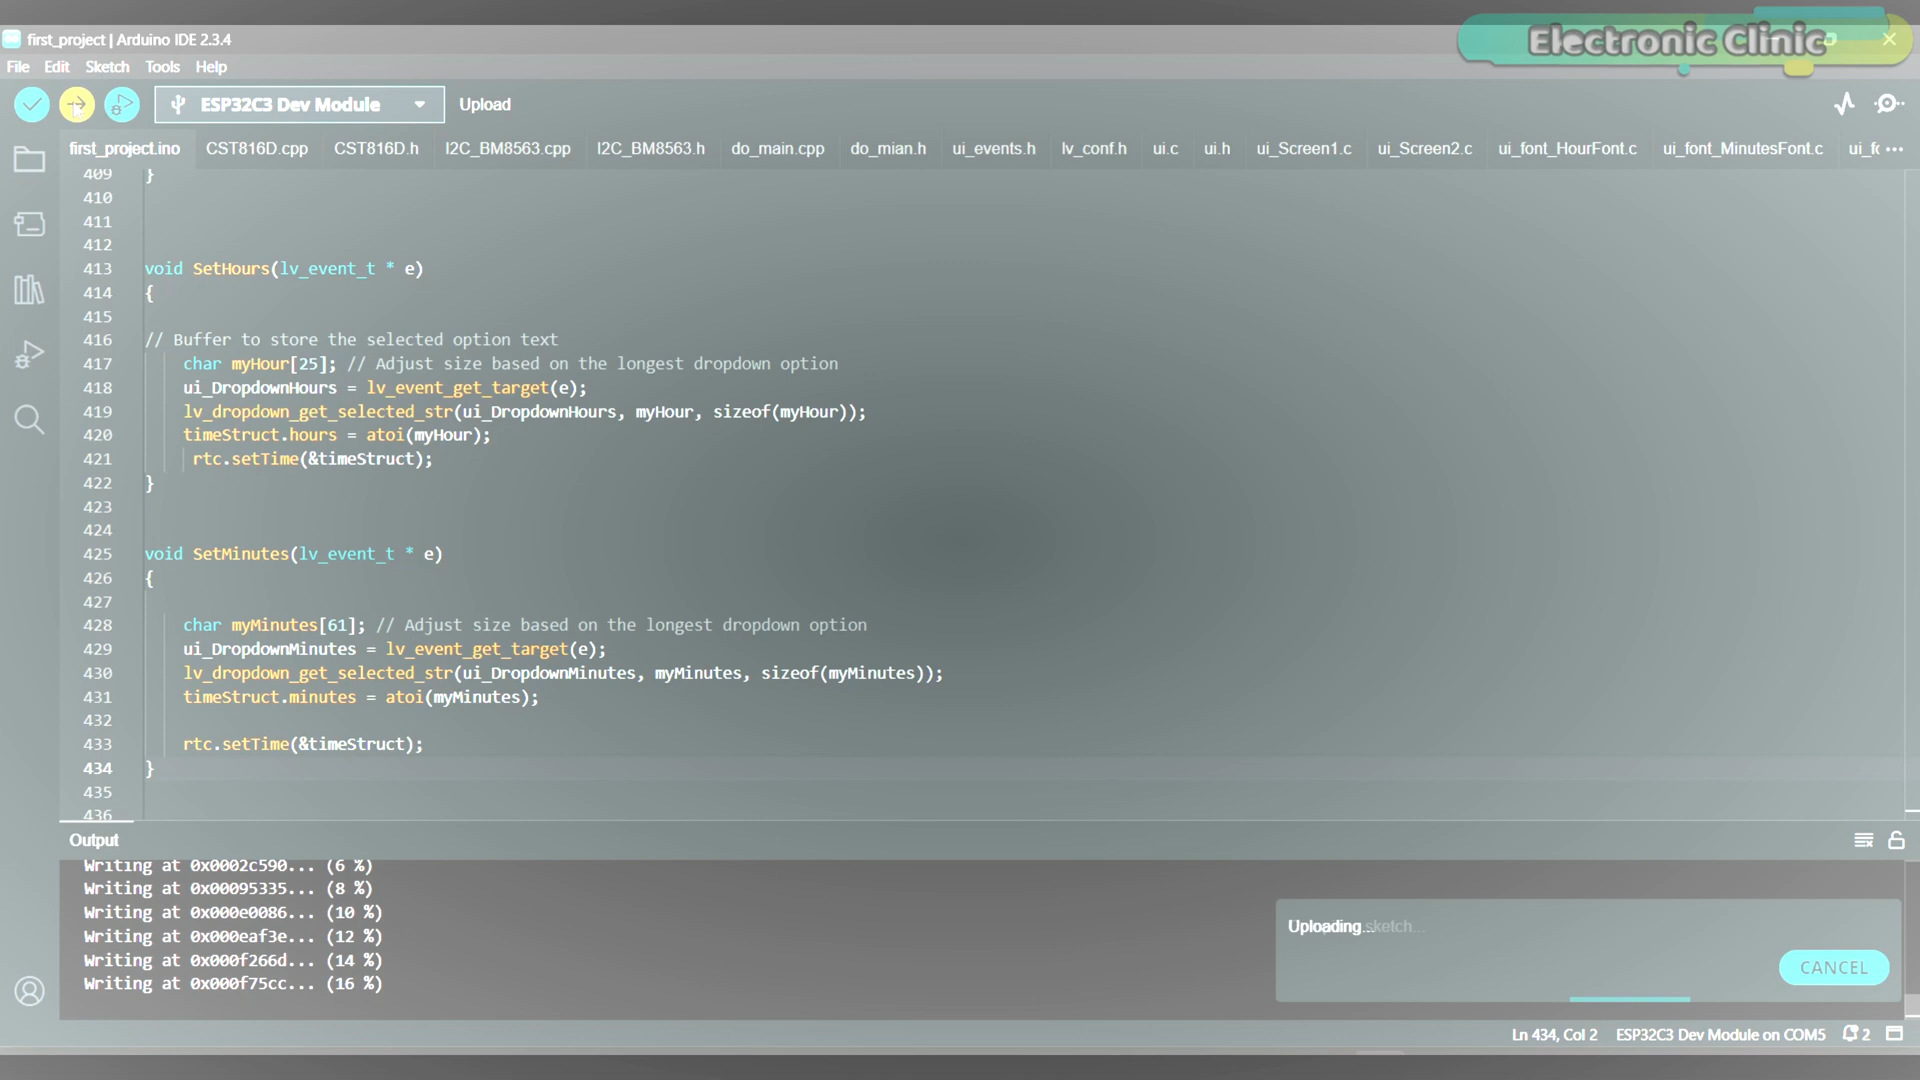 first_project | Arduino IDE 2.3.4
Electronic Clinic
File Edit Sketch Tools Help
ESP32C3 Dev Module Upload
first_project.ino CST816D.cpp CST816D.h I2C_BM8563.cpp I2C_BM8563.h do_main.cpp do_mian.h ui_events.h lv_conf.h ui.c ui.h ui_Screen1.c ui_Screen2.c ui_font_HourFont.c ui_font_MinutesFont.c
409 }
410
411
412
413 void SetHours(lv_event_t * e)
414 {
415
416 // Buffer to store the selected option text
417 char myHour[25]; // Adjust size based on the longest dropdown option
418 ui_DropdownHours = lv_event_get_target(e);
419 lv_dropdown_get_selected_str(ui_DropdownHours, myHour, sizeof(myHour));
420 timeStruct.hours = atoi(myHour);
421 rtc.setTime(&timeStruct);
422 }
423
424
425 void SetMinutes(lv_event_t * e)
426 {
427
428 char myMinutes[61]; // Adjust size based on the longest dropdown option
429 ui_DropdownMinutes = lv_event_get_target(e);
430 lv_dropdown_get_selected_str(ui_DropdownMinutes, myMinutes, sizeof(myMinutes));
431 timeStruct.minutes = atoi(myMinutes);
432
433 rtc.setTime(&timeStruct);
434 }
435
436
Output
Writing at 0x0002c590... (6 %)
Writing at 0x00095335... (8 %)
Writing at 0x000e0086... (10 %)
Writing at 0x000eaf3e... (12 %)
Writing at 0x000f266d... (14 %)
Writing at 0x000f75cc... (16 %)
Uploading...
CANCEL
Ln 434, Col 2 ESP32C3 Dev Module on COM5 2